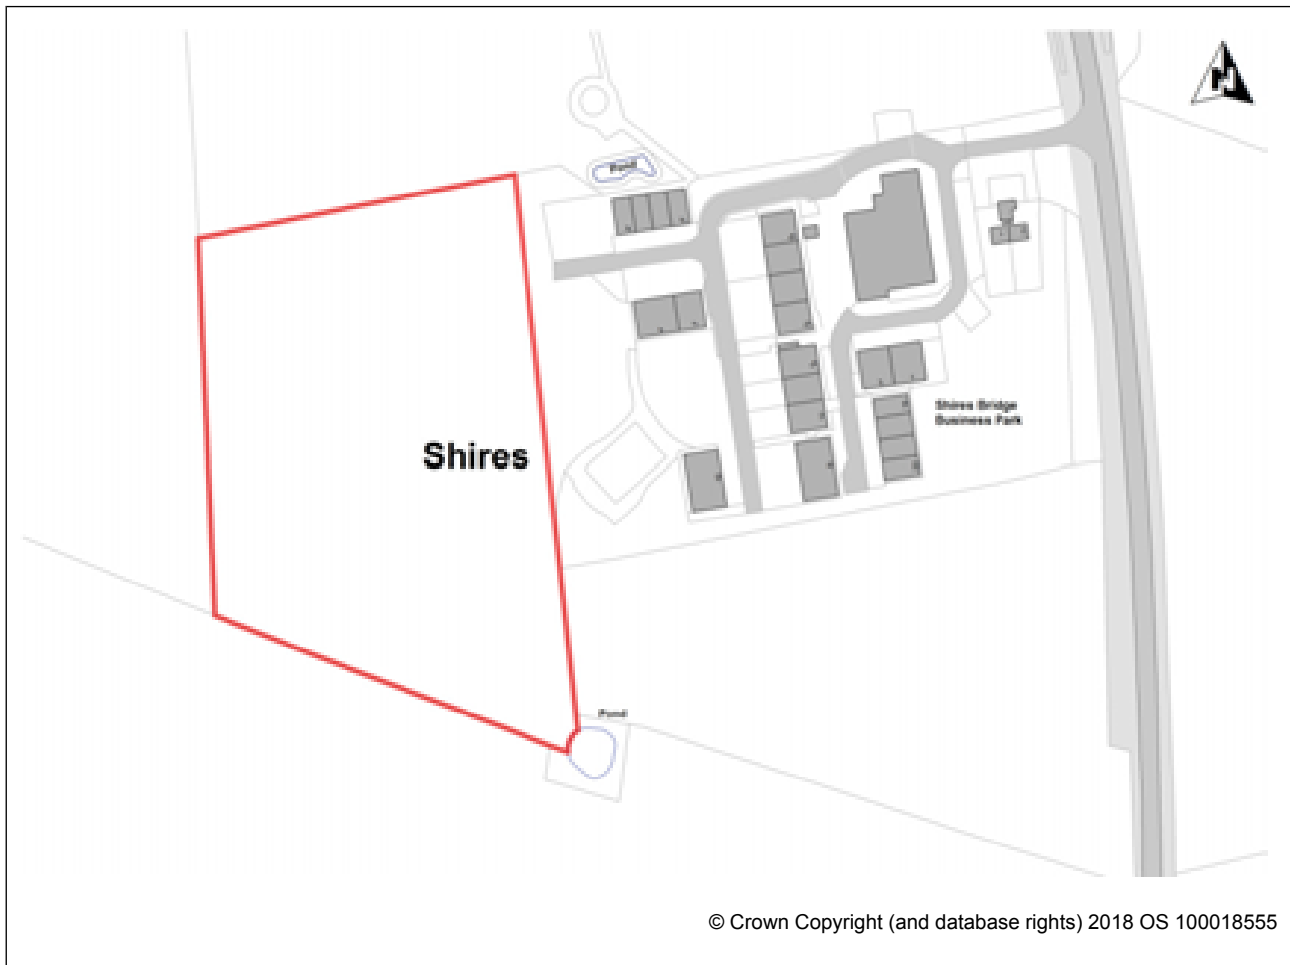 N
Pond
Shires Bridge
Business Park
Shires
Pond
© Crown Copyright (and database rights) 2018 OS 100018555